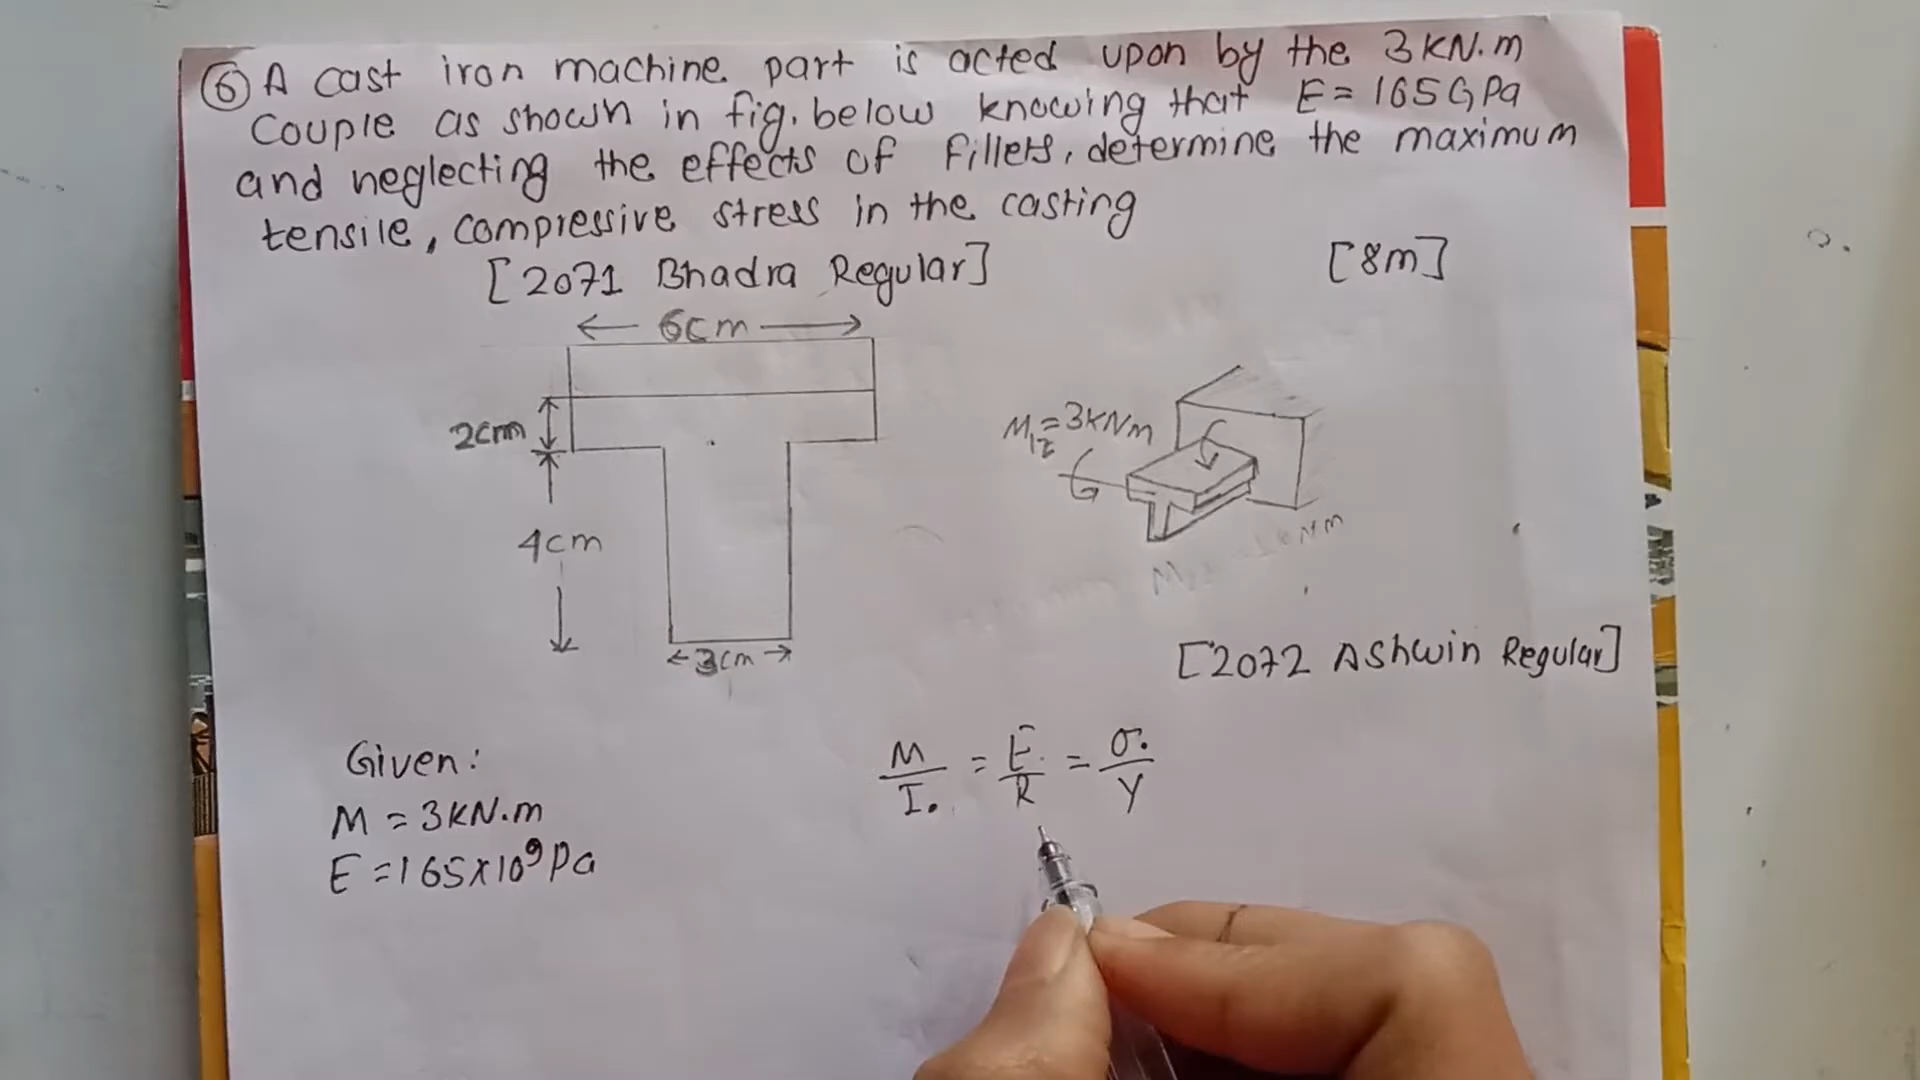 ⑥ A cast iron machine part is acted upon by the 3KN.m
Couple as shown in fig. below knowing that E = 165GPa
and neglecting the effects of fillets, determine the maximum
tensile, compressive stress in the casting
[2071 Bhadra Regular] [8m]
6cm
2cm
4cm
3cm
M = 3KNm
[2072 Ashwin Regular]
Given:
M = 3KN.m
E = 165×10⁹ Pa
M/I = E/R = σ/Y